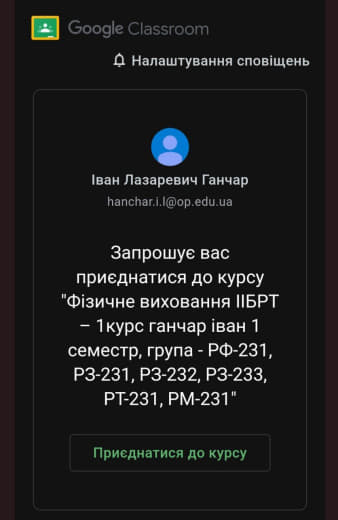 Google Classroom
Налаштування сповіщень
Іван Лазаревич Ганчар
hanchar.i.l@op.edu.ua
Запрошує вас
приєднатися до курсу
"Фізичне виховання ІІБРТ
– 1курс ганчар іван 1
семестр, група - РФ-231,
РЗ-231, РЗ-232, РЗ-233,
РТ-231, РМ-231"
Приєднатися до курсу